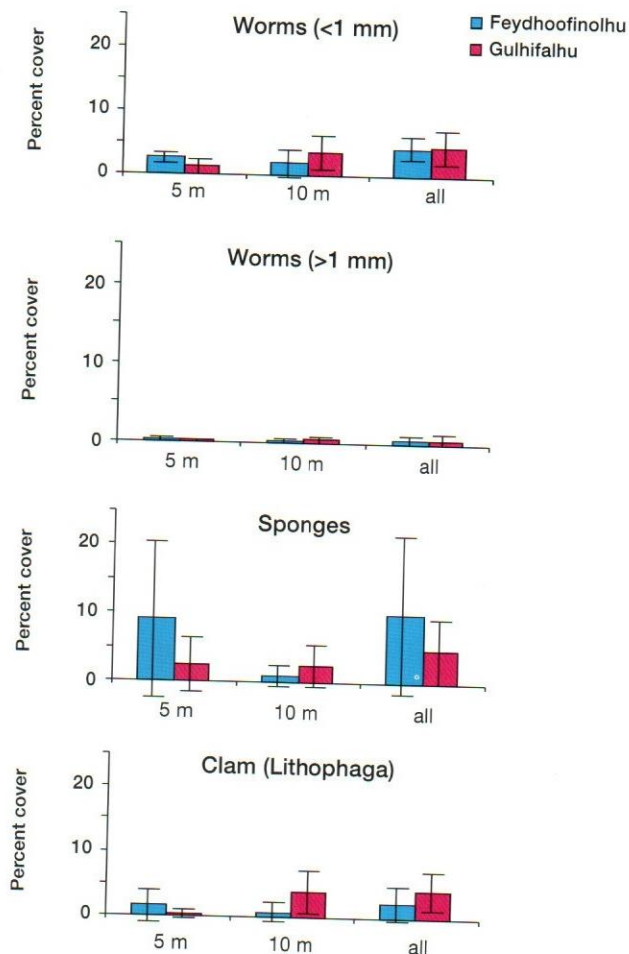 Worms (<1 mm)
Feydhoofinolhu
Gulhifalhu
Percent cover
20
10
0
5 m
10 m
all
Worms (>1 mm)
Percent cover
20
10
0
5 m
10 m
all
Sponges
Percent cover
20
10
0
5 m
10 m
all
Clam (Lithophaga)
Percent cover
20
10
0
5 m
10 m
all